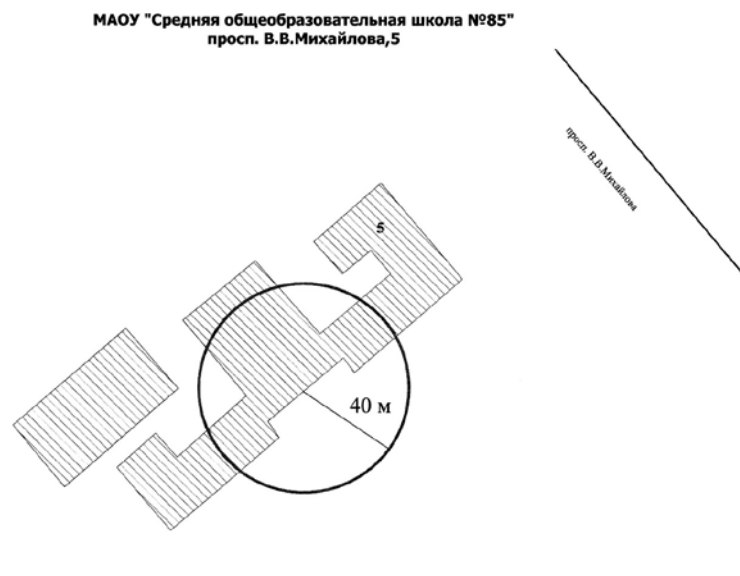 МАОУ "Средняя общеобразовательная школа №85"
просп. В.В.Михайлова,5
просп. В.В.Михайлова
5
40 м